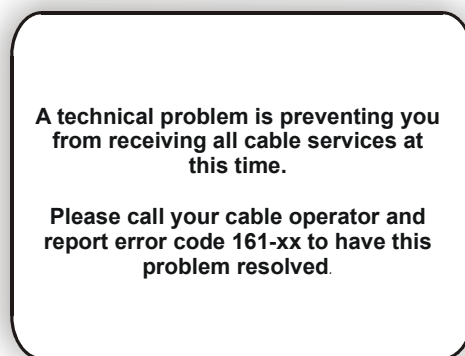 A technical problem is preventing you
from receiving all cable services at
this time.
Please call your cable operator and
report error code 161-xx to have this
problem resolved.